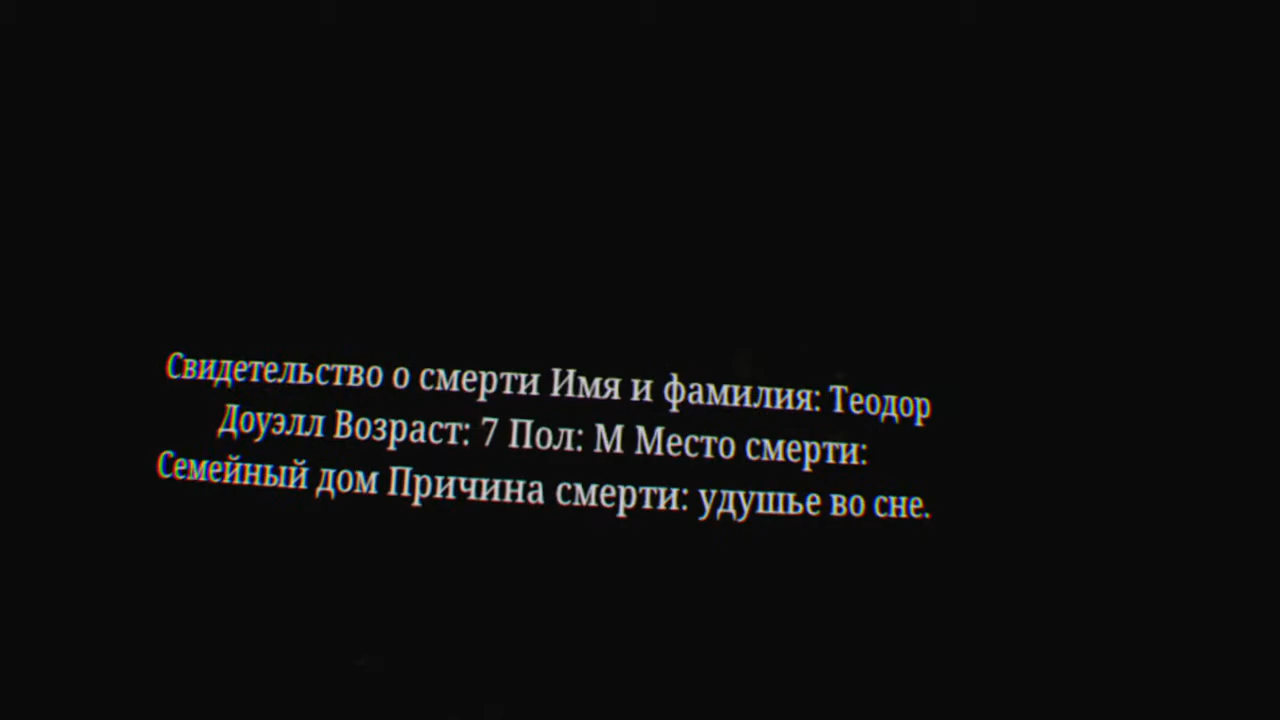 Свидетельство о смерти Имя и фамилия: Теодор
Доуэлл Возраст: 7 Пол: М Место смерти:
Семейный дом Причина смерти: удушье во сне.